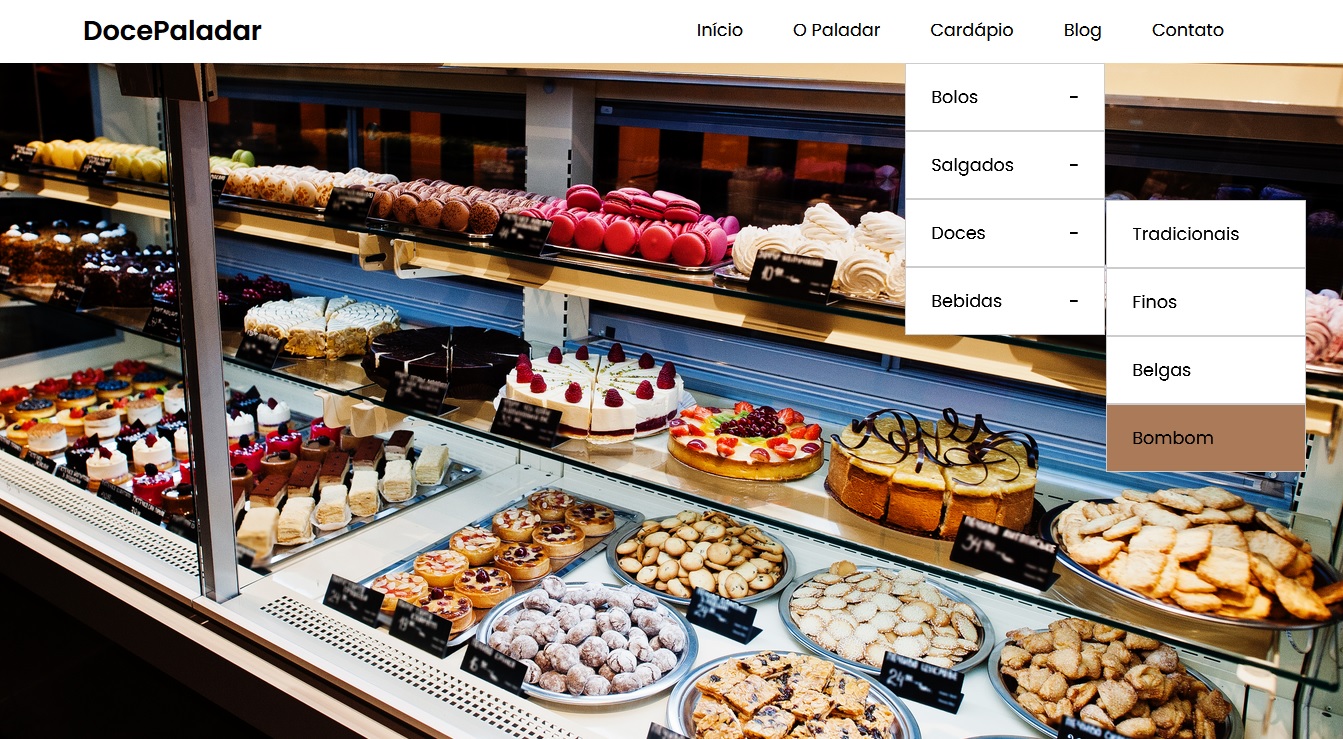 DocePaladar
Início O Paladar Cardápio Blog Contato
Bolos -
Salgados -
Doces -
Bebidas -
Tradicionais
Finos
Belgas
Bombom